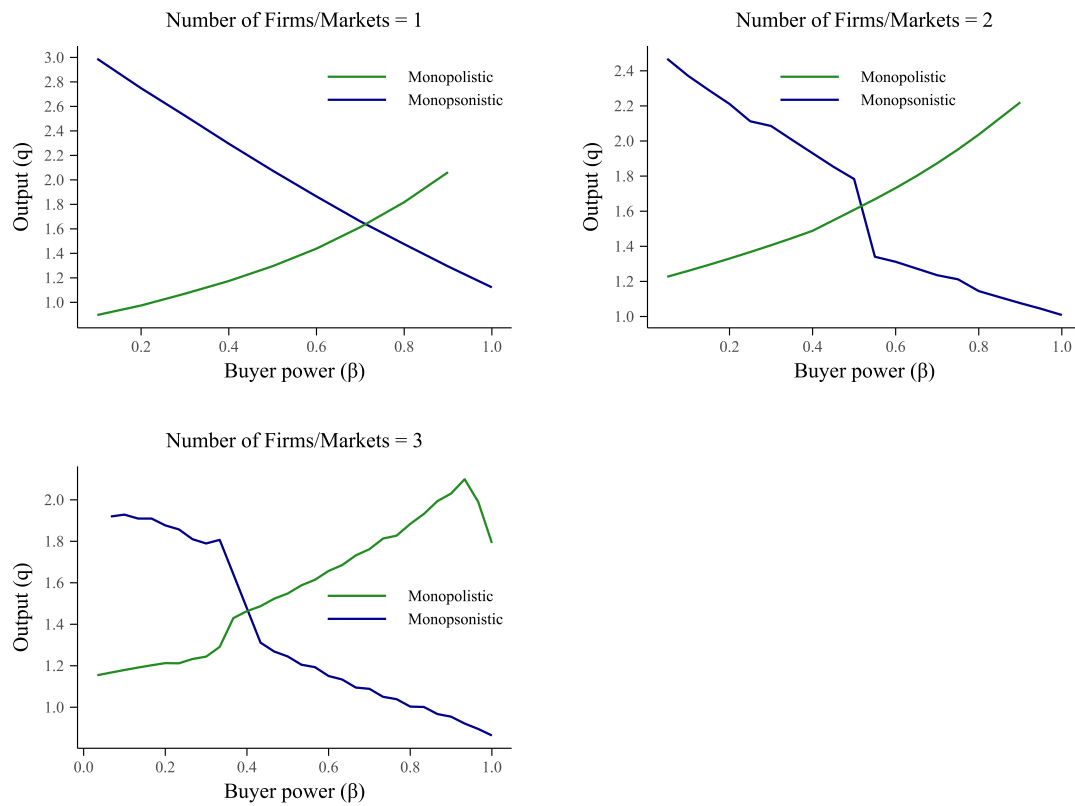 Number of Firms/Markets = 1
3.0
2.8
2.6
2.4
2.2
2.0
1.8
1.6
1.4
1.2
1.0
Output (q)
Monopolistic
Monopsonistic
0.2 0.4 0.6 0.8 1.0
Buyer power (β)
Number of Firms/Markets = 2
2.4
2.2
2.0
1.8
1.6
1.4
1.2
1.0
Output (q)
Monopolistic
Monopsonistic
0.2 0.4 0.6 0.8 1.0
Buyer power (β)
Number of Firms/Markets = 3
2.0
1.8
1.6
1.4
1.2
1.0
Output (q)
Monopolistic
Monopsonistic
0.0 0.2 0.4 0.6 0.8 1.0
Buyer power (β)